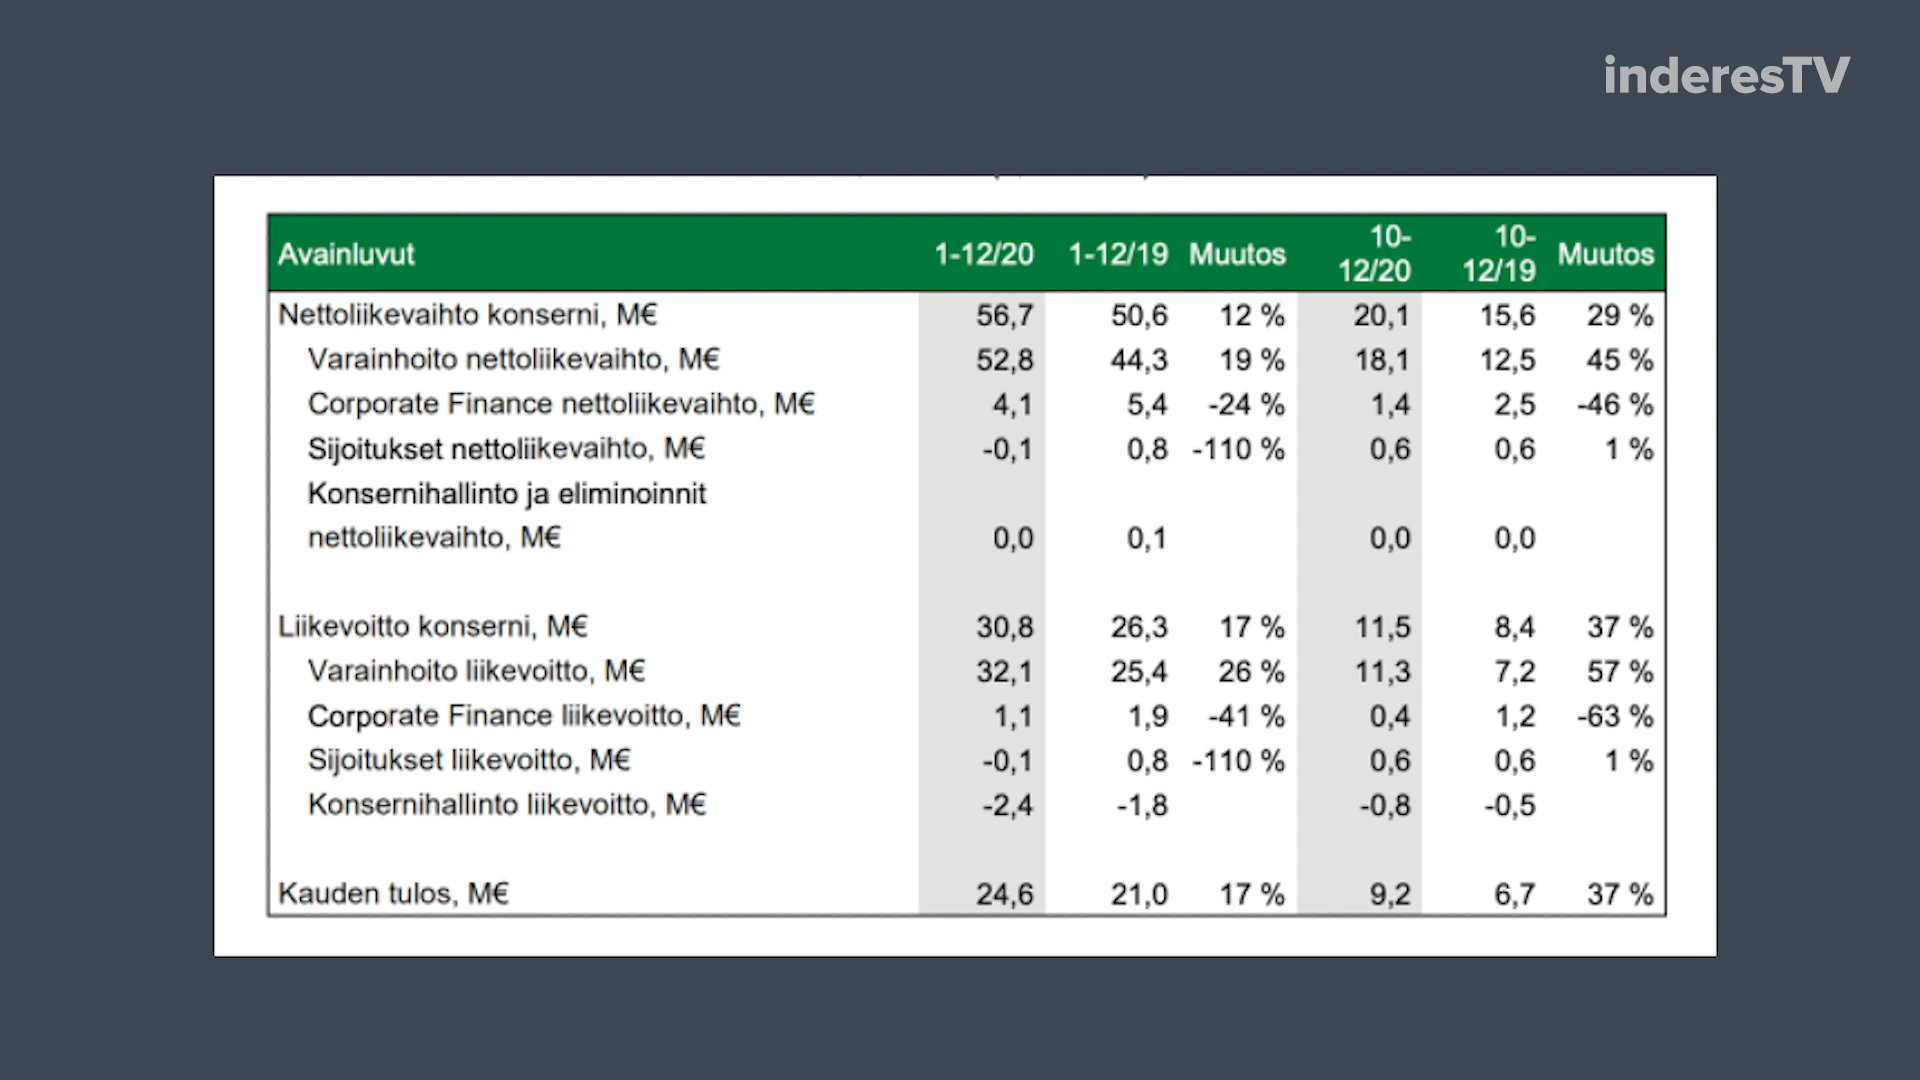 inderesTV
Avainluvut 1-12/20 1-12/19 Muutos 10-12/20 10-12/19 Muutos
Nettoliikevaihto konserni, M€ 56,7 50,6 12 % 20,1 15,6 29 %
Varainhoito nettoliikevaihto, M€ 52,8 44,3 19 % 18,1 12,5 45 %
Corporate Finance nettoliikevaihto, M€ 4,1 5,4 -24 % 1,4 2,5 -46 %
Sijoitukset nettoliikevaihto, M€ -0,1 0,8 -110 % 0,6 0,6 1 %
Konsernihallinto ja eliminoinnit
nettoliikevaihto, M€ 0,0 0,1 0,0 0,0
Liikevoitto konserni, M€ 30,8 26,3 17 % 11,5 8,4 37 %
Varainhoito liikevoitto, M€ 32,1 25,4 26 % 11,3 7,2 57 %
Corporate Finance liikevoitto, M€ 1,1 1,9 -41 % 0,4 1,2 -63 %
Sijoitukset liikevoitto, M€ -0,1 0,8 -110 % 0,6 0,6 1 %
Konsernihallinto liikevoitto, M€ -2,4 -1,8 -0,8 -0,5
Kauden tulos, M€ 24,6 21,0 17 % 9,2 6,7 37 %